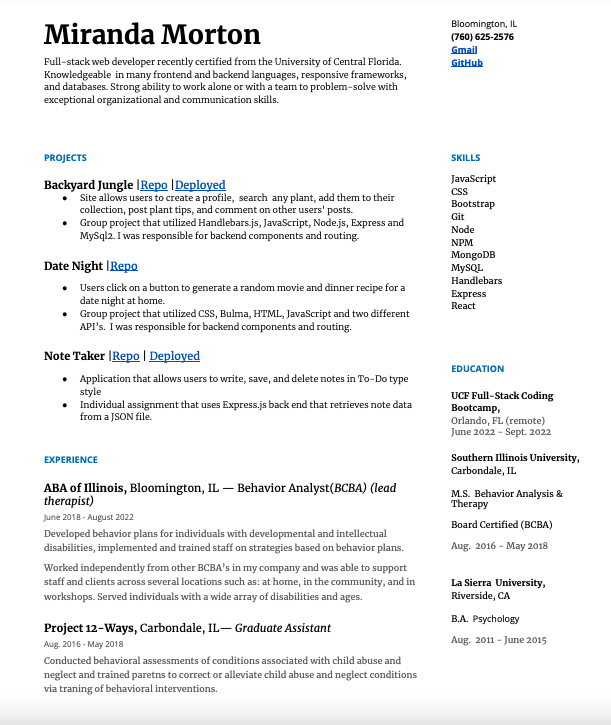 Miranda Morton
Full-stack web developer recently certified from the University of Central Florida.
Knowledgeable in many frontend and backend languages, responsive frameworks,
and databases. Strong ability to work alone or with a team to problem-solve with
exceptional organizational and communication skills.
Bloomington, IL
(760) 625-2576
Gmail
GitHub
PROJECTS
Backyard Jungle |Repo |Deployed
● Site allows users to create a profile, search any plant, add them to their
collection, post plant tips, and comment on other users' posts.
● Group project that utilized Handlebars.js, JavaScript, Node.js, Express and
MySql2. I was responsible for backend components and routing.
Date Night |Repo
● Users click on a button to generate a random movie and dinner recipe for a
date night at home.
● Group project that utilized CSS, Bulma, HTML, JavaScript and two different
API's. I was responsible for backend components and routing.
Note Taker |Repo | Deployed
● Application that allows users to write, save, and delete notes in To-Do type
style
● Individual assignment that uses Express.js back end that retrieves note data
from a JSON file.
EXPERIENCE
ABA of Illinois, Bloomington, IL — Behavior Analyst(BCBA) (lead
therapist)
June 2018 - August 2022
Developed behavior plans for individuals with developmental and intellectual
disabilities, implemented and trained staff on strategies based on behavior plans.
Worked independently from other BCBA's in my company and was able to support
staff and clients across several locations such as: at home, in the community, and in
workshops. Served individuals with a wide array of disabilities and ages.
Project 12-Ways, Carbondale, IL— Graduate Assistant
Aug. 2016 - May 2018
Conducted behavioral assessments of conditions associated with child abuse and
neglect and trained paretns to correct or alleviate child abuse and neglect conditions
via traning of behavioral interventions.
SKILLS
JavaScript
CSS
Bootstrap
Git
Node
NPM
MongoDB
MySQL
Handlebars
Express
React
EDUCATION
UCF Full-Stack Coding
Bootcamp,
Orlando, FL (remote)
June 2022 - Sept. 2022
Southern Illinois University,
Carbondale, IL
M.S. Behavior Analysis &
Therapy
Board Certified (BCBA)
Aug. 2016 - May 2018
La Sierra University,
Riverside, CA
B.A. Psychology
Aug. 2011 - June 2015